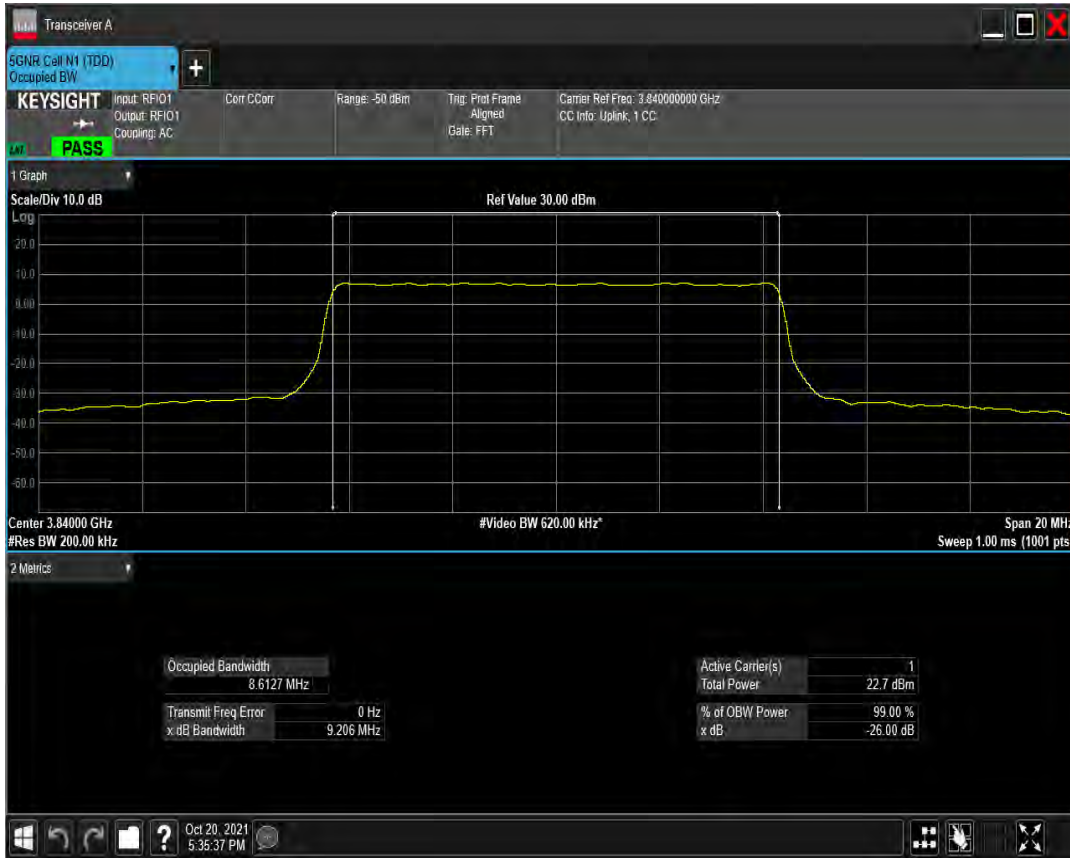 Transceiver A
5GNR Cell N1 (TDD)
Occupied BW
+
KEYSIGHT
Input: RFIO1
Output: RFIO1
Coupling: AC
Corr CCorr
Range: -50 dBm
Trig: Prot Frame
Aligned
Gate: FFT
Carrier Ref Freq: 3.840000000 GHz
CC Info: Uplink, 1 CC
PASS
1 Graph
Scale/Div 10.0 dB
Ref Value 30.00 dBm
Log
20.0
10.0
0.00
-10.0
-20.0
-30.0
-40.0
-50.0
-60.0
Center 3.84000 GHz
#Video BW 620.00 kHz*
Span 20 MHz
#Res BW 200.00 kHz
Sweep 1.00 ms (1001 pts
2 Metrics
Occupied Bandwidth
8.6127 MHz
Transmit Freq Error 0 Hz
x dB Bandwidth 9.206 MHz
Active Carrier(s) 1
Total Power 22.7 dBm
% of OBW Power 99.00 %
x dB -26.00 dB
?
Oct 20, 2021
5:35:37 PM